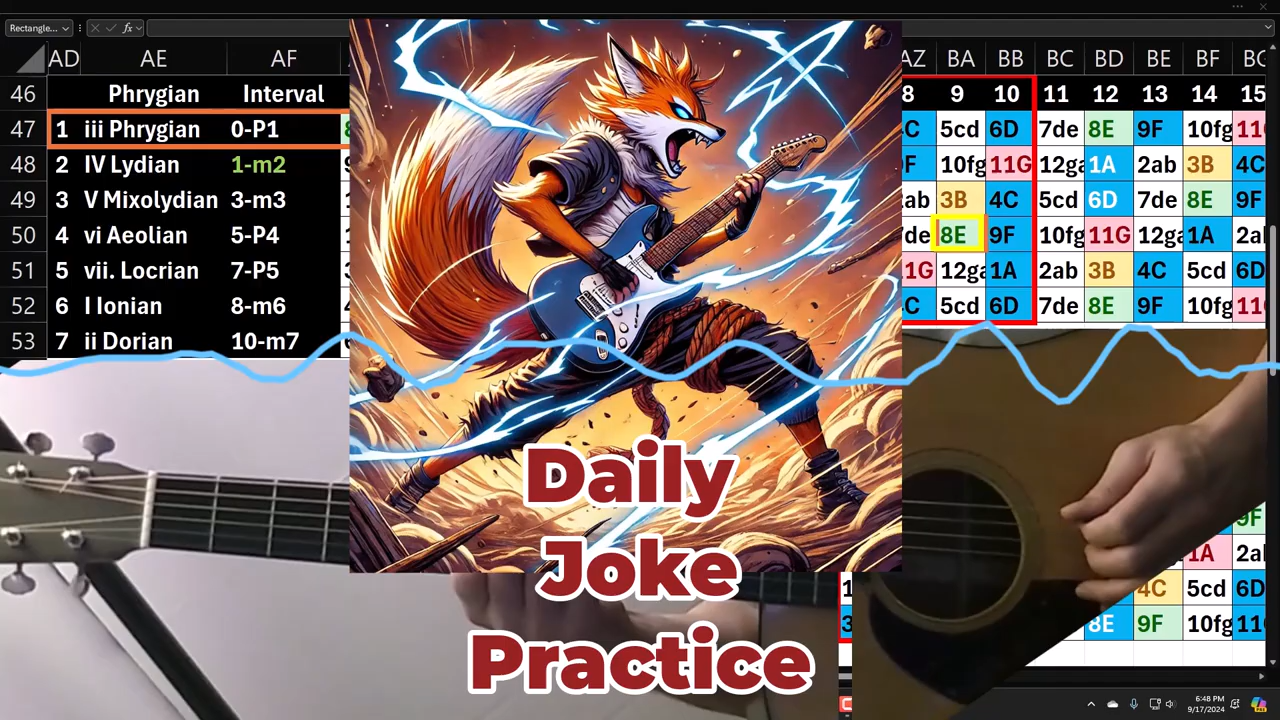 Rectangle... fx
AD AE AF AZ BA BB BC BD BE BF
46 Phrygian Interval 8 9 10 11 12 13 14 15
47 1 iii Phrygian 0-P1 5cd 6D 7de 8E 9F 10fg
48 2 IV Lydian 1-m2 10fg 11G 12ga 1A 2ab 3B 4C
49 3 V Mixolydian 3-m3 3B 4C 5cd 6D 7de 8E 9F
50 4 vi Aeolian 5-P4 8E 9F 10fg 11G 12ga 1A
51 5 vii. Locrian 7-P5 12ga 1A 2ab 3B 4C 5cd 6D
52 6 I Ionian 8-m6 5cd 6D 7de 8E 9F 10fg
53 7 ii Dorian 10-m7
Daily
Joke
Practice
9F
1A
4C 5cd 6D
8E 9F 10fg
6:48 PM
9/17/2024